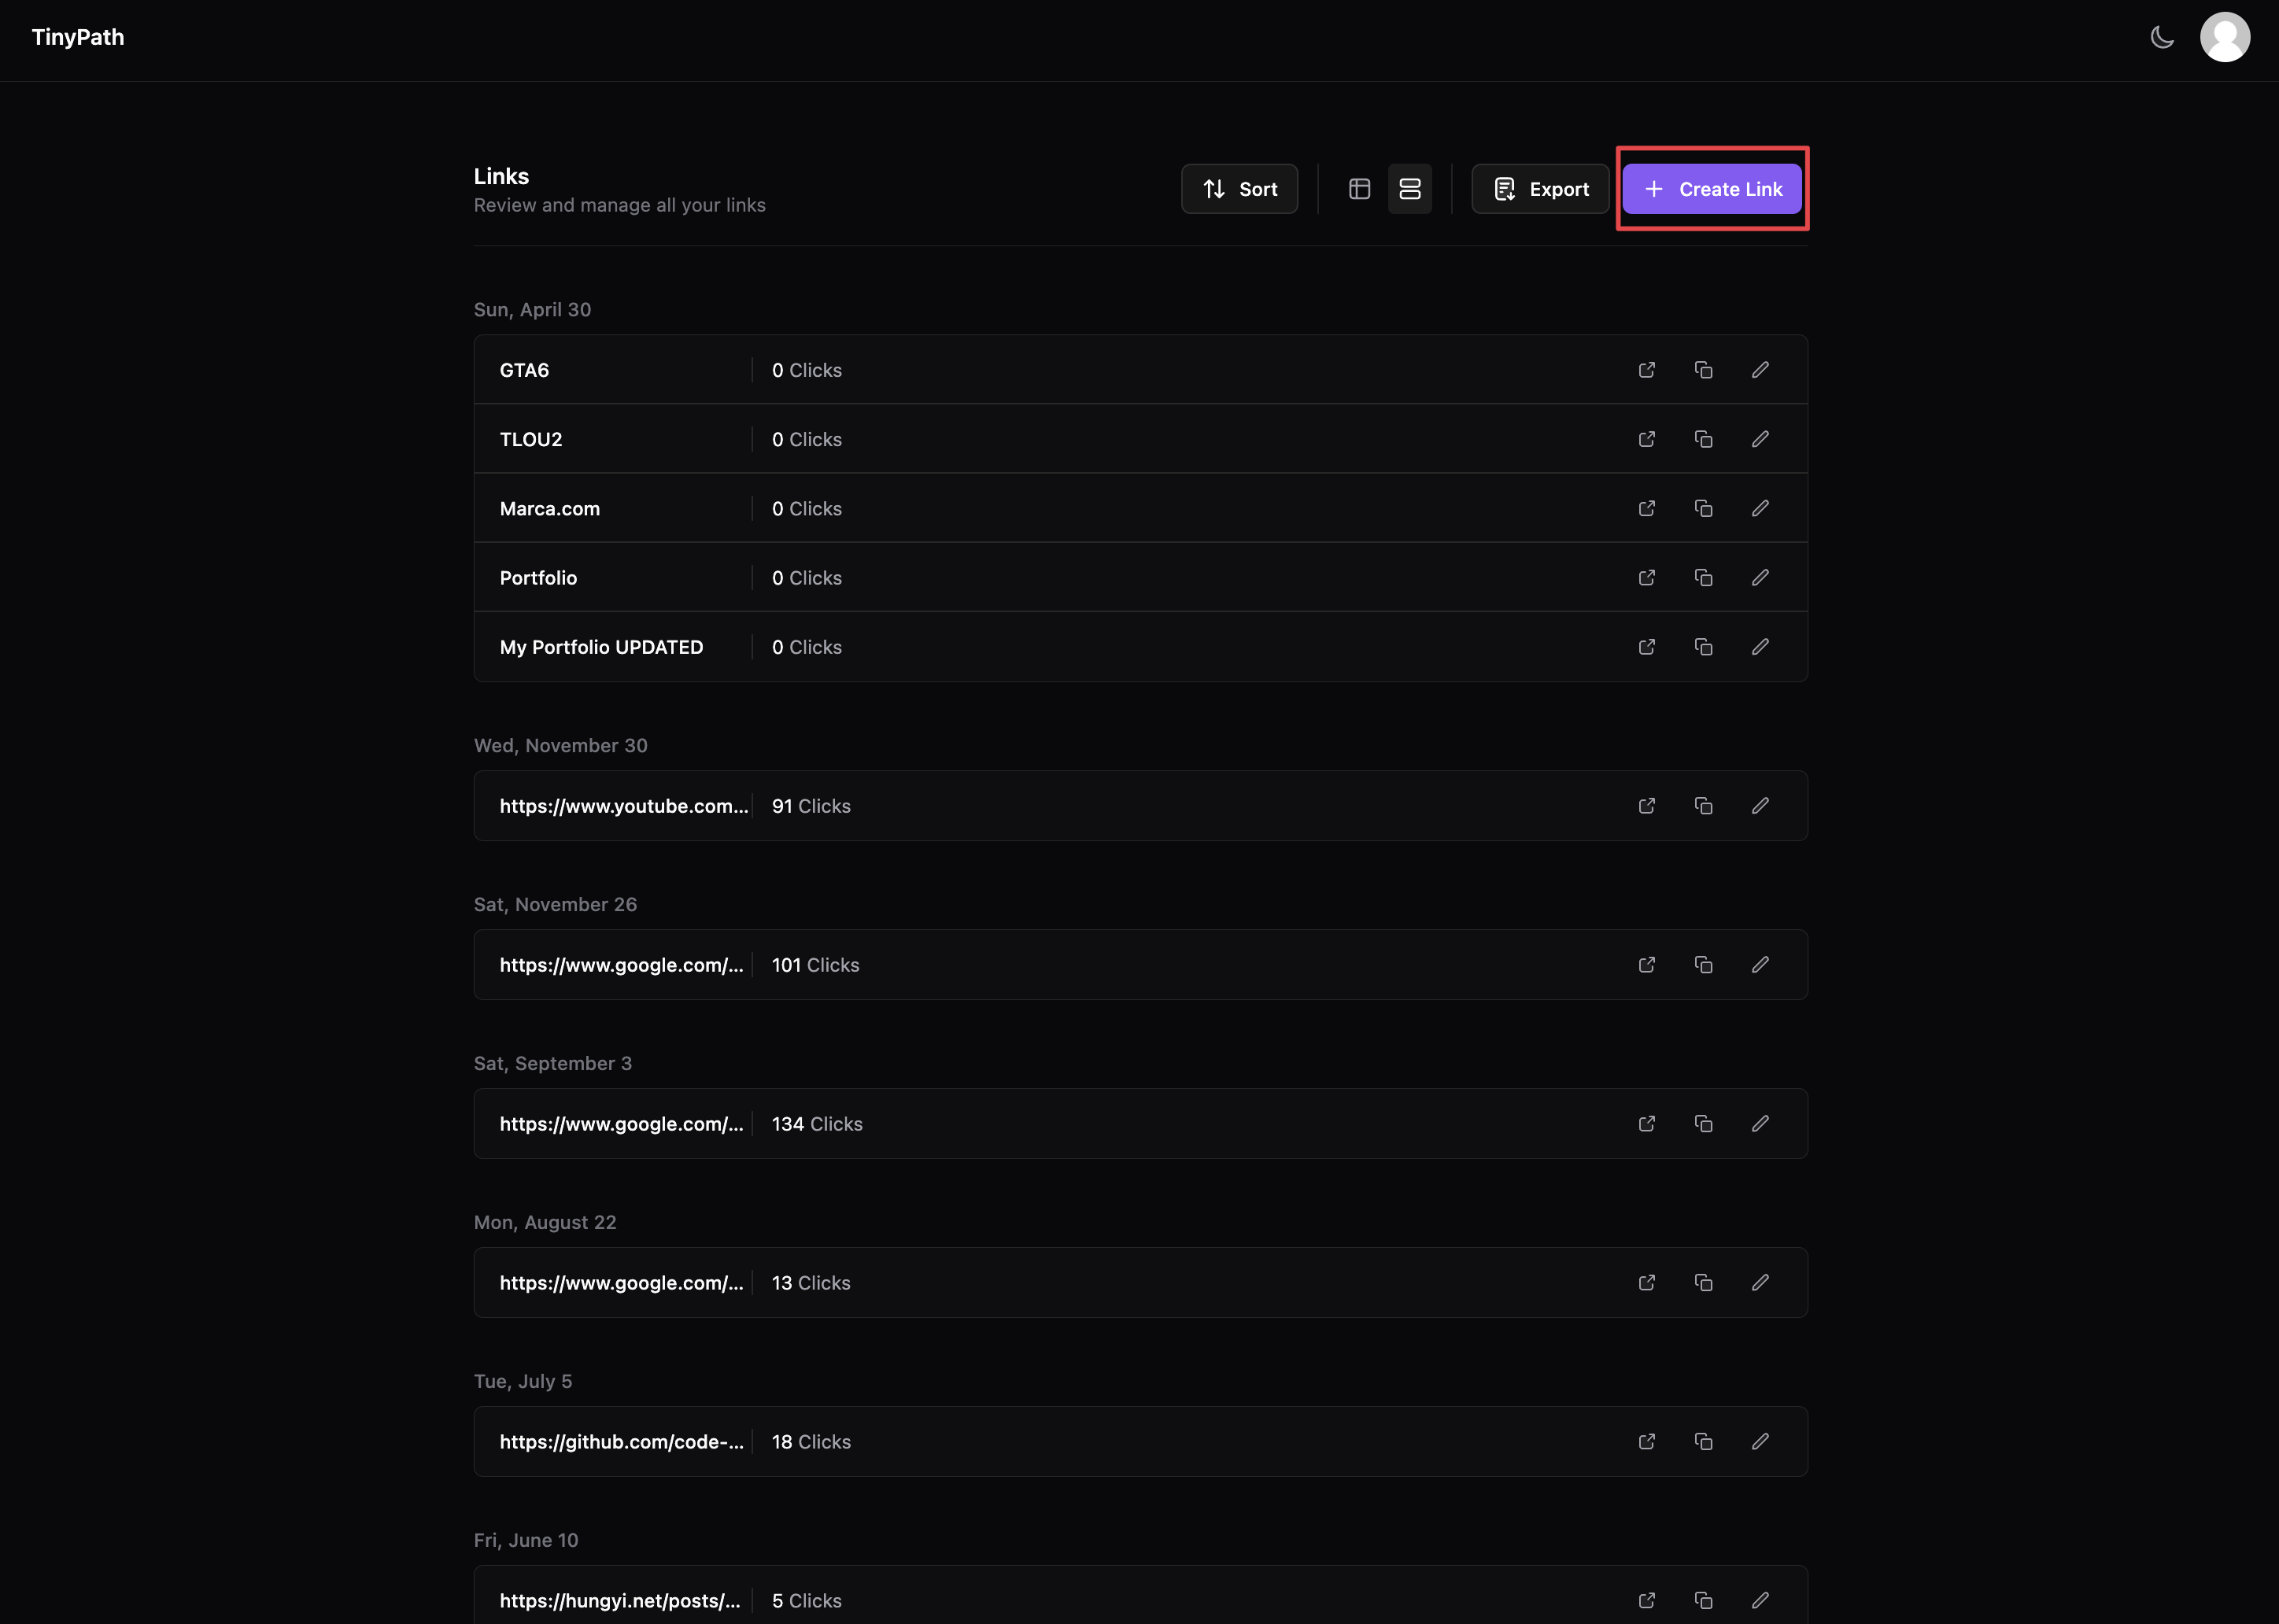 TinyPath
Links
Review and manage all your links
Sort
Export
Create Link
Sun, April 30
GTA6 0 Clicks
TLOU2 0 Clicks
Marca.com 0 Clicks
Portfolio 0 Clicks
My Portfolio UPDATED 0 Clicks
Wed, November 30
https://www.youtube.com... 91 Clicks
Sat, November 26
https://www.google.com/... 101 Clicks
Sat, September 3
https://www.google.com/... 134 Clicks
Mon, August 22
https://www.google.com/... 13 Clicks
Tue, July 5
https://github.com/code-... 18 Clicks
Fri, June 10
https://hungyi.net/posts/... 5 Clicks